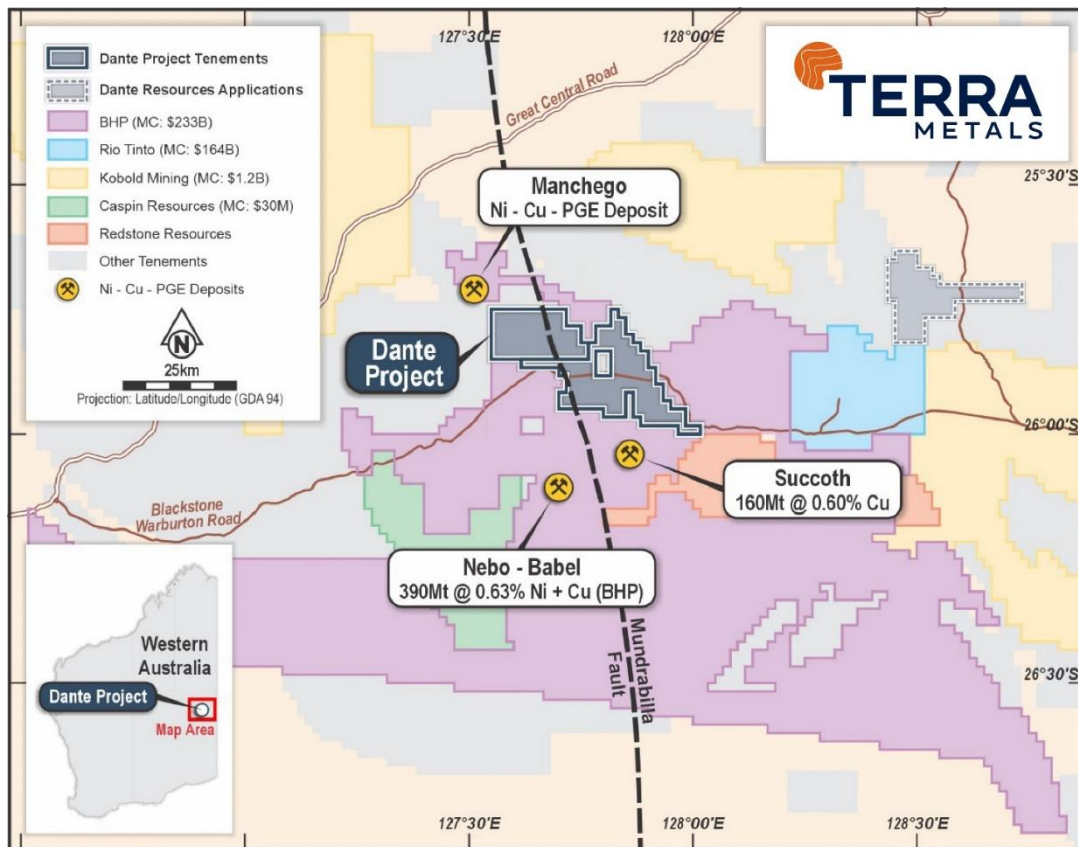 127°30'E
128°00'E
Dante Project Tenements
Dante Resources Applications
BHP (MC: $233B)
Rio Tinto (MC: $164B)
Kobold Mining (MC: $1.2B)
Caspin Resources (MC: $30M)
Redstone Resources
Other Tenements
Ni - Cu - PGE Deposits
N
25km
Projection: Latitude/Longitude (GDA 94)
TERRA
METALS
Great Central Road
25°30'S
Manchego
Ni - Cu - PGE Deposit
Dante
Project
26°00'S
Succoth
160Mt @ 0.60% Cu
Blackstone
Warburton Road
Nebo - Babel
390Mt @ 0.63% Ni + Cu (BHP)
Mundrabilla
Fault
26°30'S
Western
Australia
Dante Project
Map Area
127°30'E
128°00'E
128°30'E